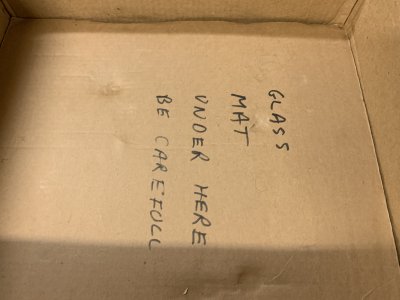 GLASS
MAT
UNDER HERE
BE CAREFULL